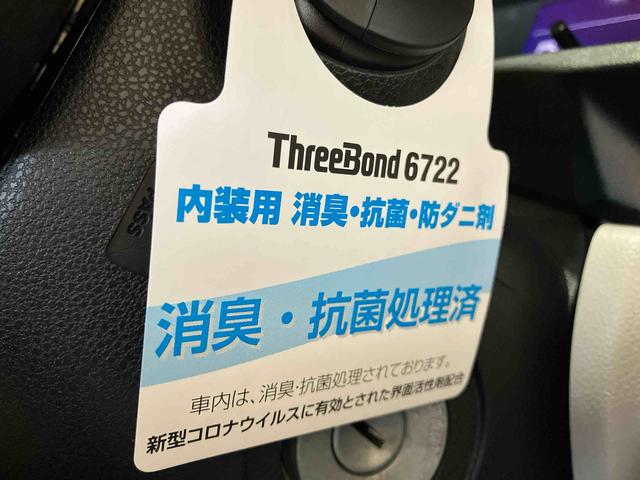 ThreeBond 6722
内装用 消臭・抗菌・防ダニ剤
消臭・抗菌処理済
車内は、消臭・抗菌処理されております。
新型コロナウイルスに有効とされた界面活性剤配合
PASS